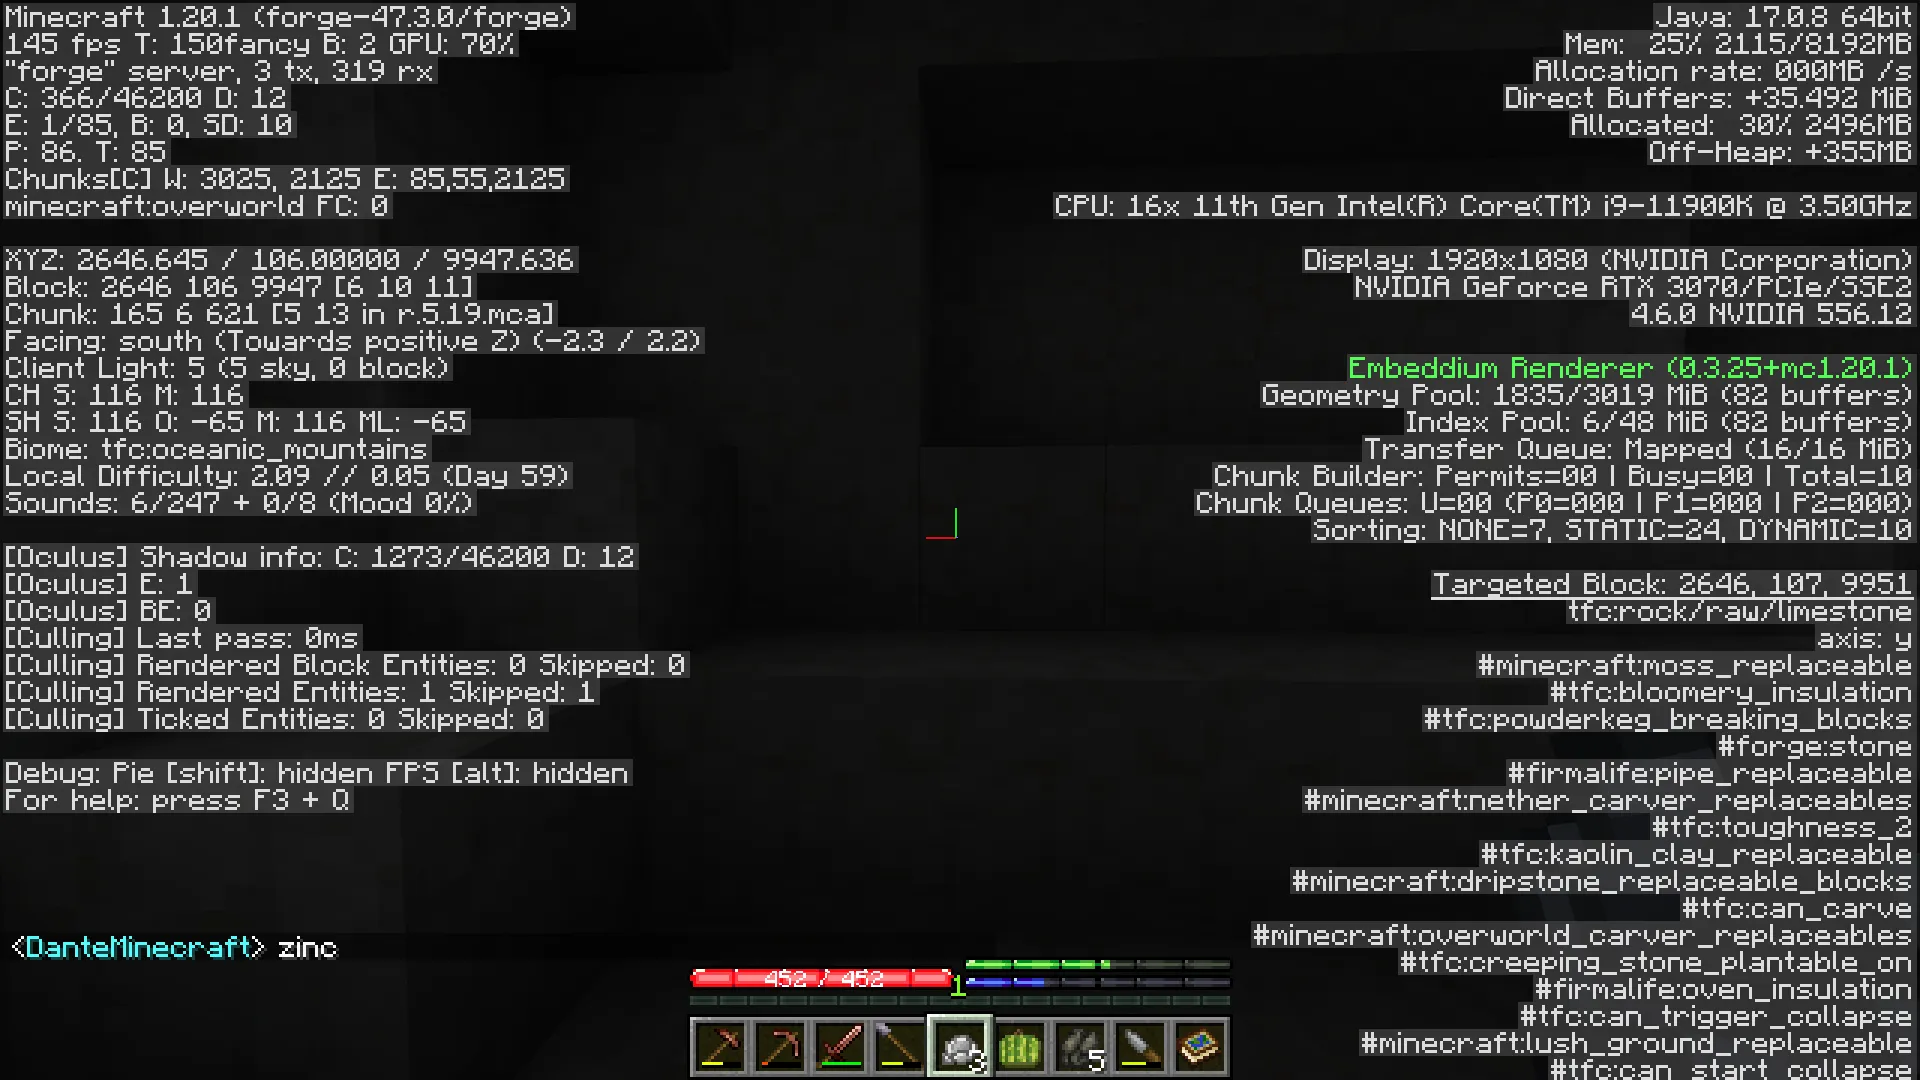 Minecraft 1.20.1 (forge-47.3.0/forge)
145 fps T: 150fancy B: 2 GPU: 70%
"forge" server, 3 tx, 319 rx
C: 366/46200 D: 12
E: 1/85, B: 0, SD: 10
P: 86. T: 85
Chunks[C] W: 3025, 2125 E: 85,55,2125
minecraft:overworld FC: 0
XYZ: 2646.645 / 106.00000 / 9947.636
Block: 2646 106 9947 [6 10 11]
Chunk: 165 6 621 [5 13 in r.5.19.mca]
Facing: south (Towards positive Z) (-2.3 / 2.2)
Client Light: 5 (5 sky, 0 block)
CH S: 116 M: 116
SH S: 116 O: -65 M: 116 ML: -65
Biome: tfc:oceanic_mountains
Local Difficulty: 2.09 // 0.05 (Day 59)
Sounds: 6/247 + 0/8 (Mood 0%)
[Oculus] Shadow info: C: 1273/46200 D: 12
[Oculus] E: 1
[Oculus] BE: 0
[Culling] Last pass: 0ms
[Culling] Rendered Block Entities: 0 Skipped: 0
[Culling] Rendered Entities: 1 Skipped: 1
[Culling] Ticked Entities: 0 Skipped: 0
Debug: Pie [shift]: hidden FPS [alt]: hidden
For help: press F3 + Q
<DanteMinecraft> zinc
Java: 17.0.8 64bit
Mem: 25% 2115/8192MB
Allocation rate: 000MB /s
Direct Buffers: +35.492 MiB
Allocated: 30% 2496MB
Off-Heap: +355MB
CPU: 16x 11th Gen Intel(R) Core(TM) i9-11900K @ 3.50GHz
Display: 1920x1080 (NVIDIA Corporation)
NVIDIA GeForce RTX 3070/PCIe/SSE2
4.6.0 NVIDIA 556.12
Embeddium Renderer (0.3.25+mc1.20.1)
Geometry Pool: 1835/3019 MiB (82 buffers)
Index Pool: 6/48 MiB (82 buffers)
Transfer Queue: Mapped (16/16 MiB)
Chunk Builder: Permits=00 | Busy=00 | Total=10
Chunk Queues: U=00 (P0=000 | P1=000 | P2=000)
Sorting: NONE=7, STATIC=24, DYNAMIC=10
Targeted Block: 2646, 107, 9951
tfc:rock/raw/limestone
axis: y
#minecraft:moss_replaceable
#tfc:bloomery_insulation
#tfc:powderkeg_breaking_blocks
#forge:stone
#firmalife:pipe_replaceable
#minecraft:nether_carver_replaceables
#tfc:toughness_2
#tfc:kaolin_clay_replaceable
#minecraft:dripstone_replaceable_blocks
#tfc:can_carve
#minecraft:overworld_carver_replaceables
#tfc:creeping_stone_plantable_on
#firmalife:oven_insulation
#tfc:can_trigger_collapse
#minecraft:lush_ground_replaceable
#tfc:can_start_collapse
452 / 452
1
3
5